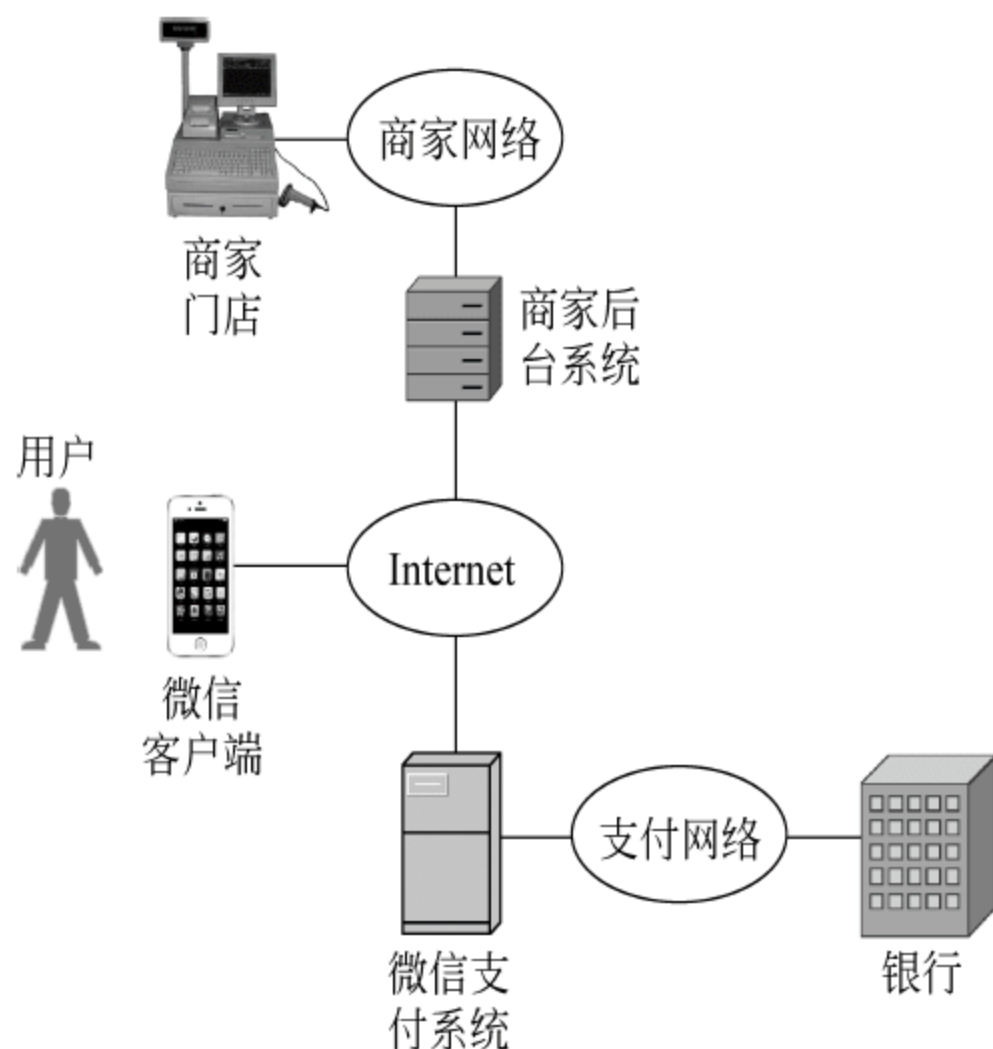 商家网络
商家
门店
商家后
台系统
用户
Internet
微信
客户端
支付网络
微信支
付系统
银行